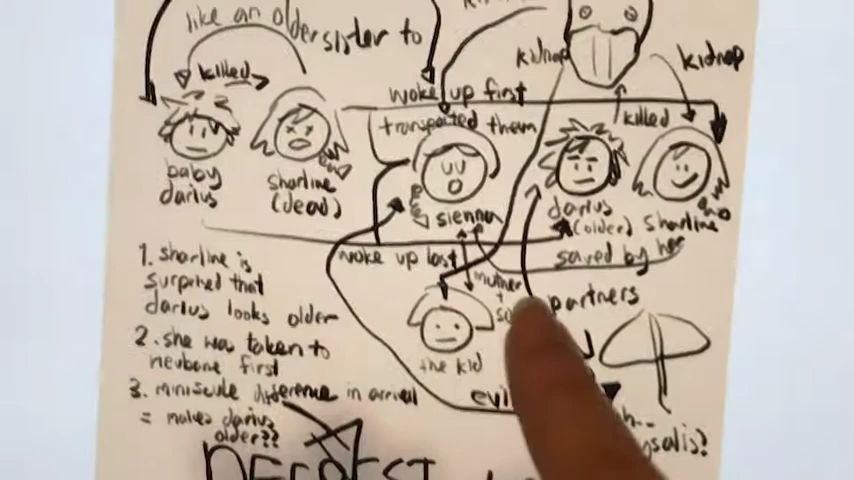 like an older sister to
kidnap
kidnap
killed
woke up first
transported them
killed
baby
darius
sharline
(dead)
sienna
darius
(older)
Sharline
saved by her
woke up last
mother
+
partners
the kid
evil
1. sharline is
surprised that
darius looks older
2. she was taken to
neubone first
3. miniscule difference in arrival
= makes darius
older??